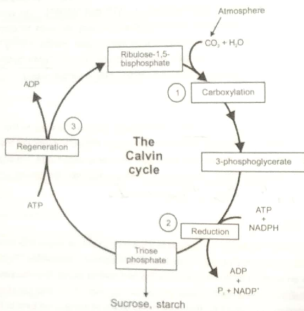 Atmosphere
CO₂ + H₂O
Ribulose-1,5-
bisphosphate
1
Carboxylation
ADP
3
Regeneration
The
Calvin
cycle
3-phosphoglycerate
ATP
2
ATP
+
NADPH
Reduction
Triose
phosphate
ADP
+
Pᵢ + NADP⁺
Sucrose, starch